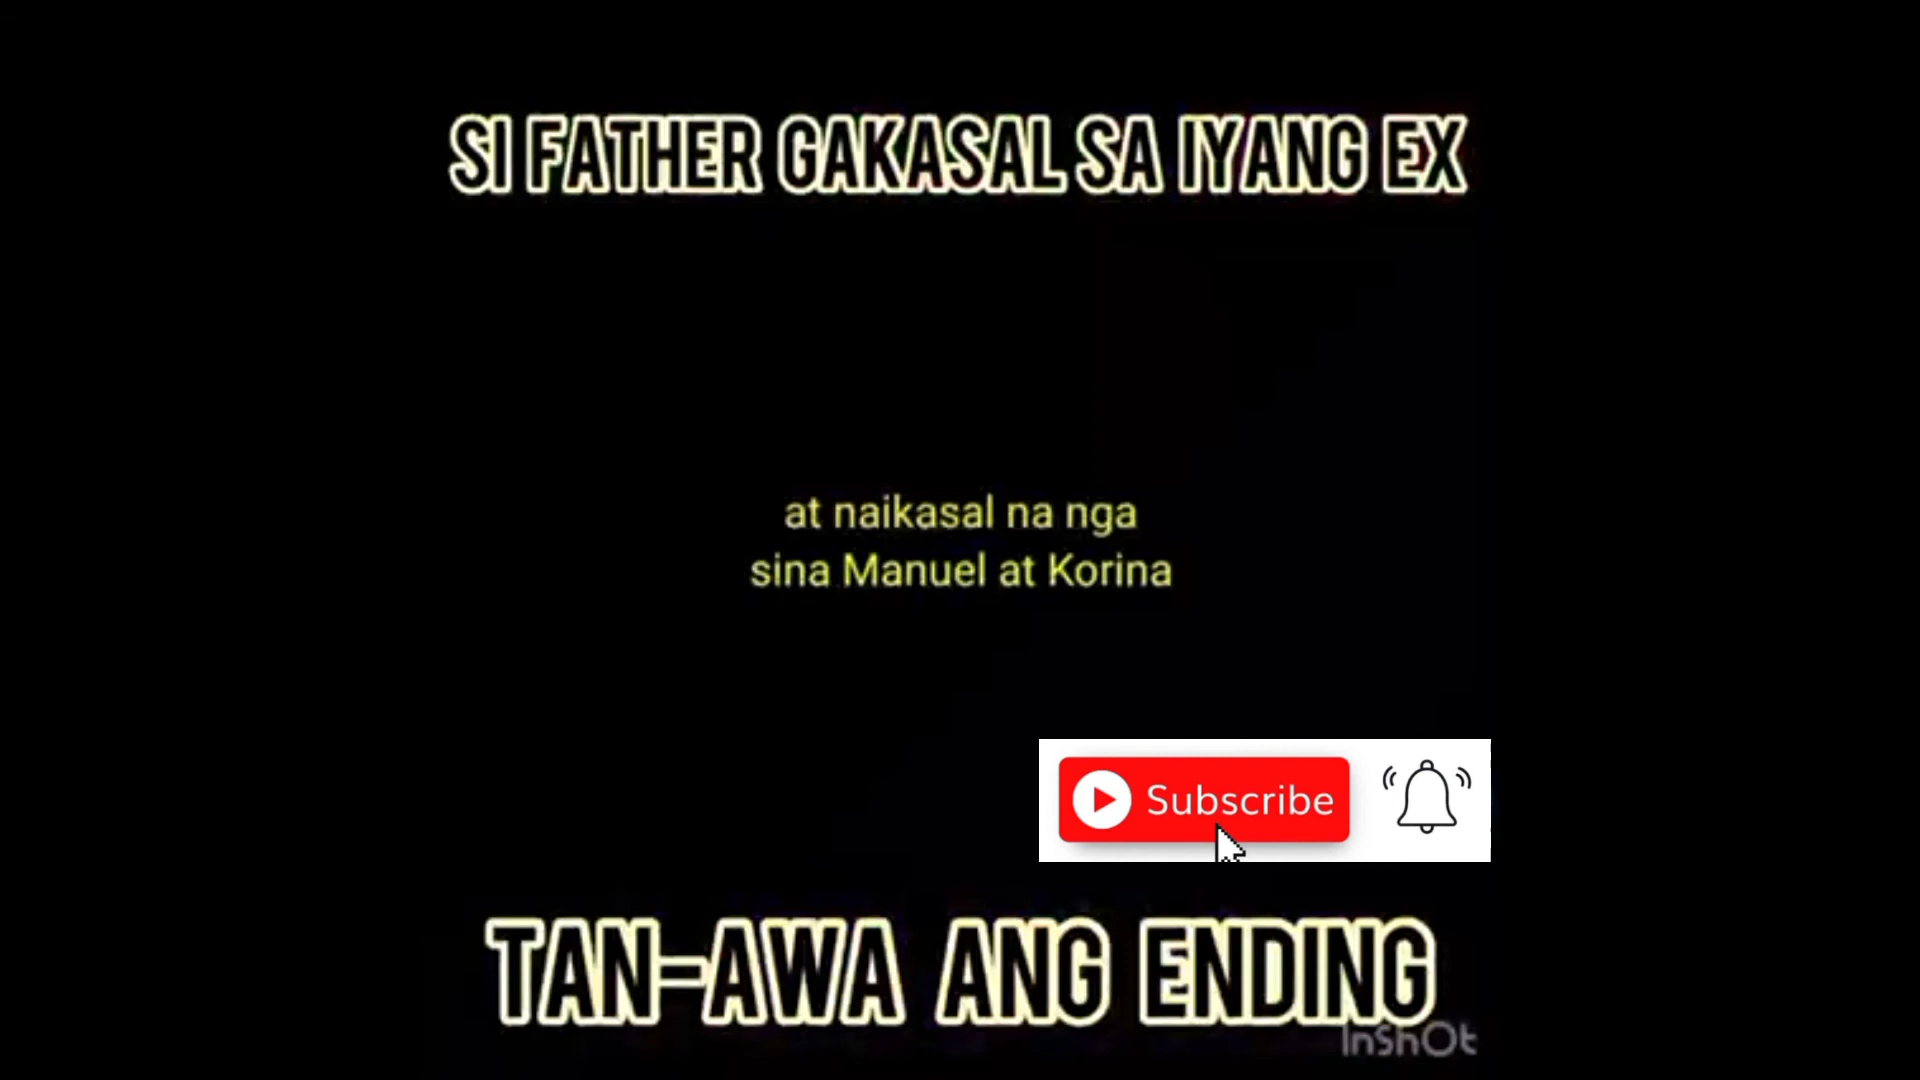 SI FATHER GAKASAL SA IYANG EX
at naikasal na nga
sina Manuel at Korina
Subscribe
TAN-AWA ANG ENDING
InShOt